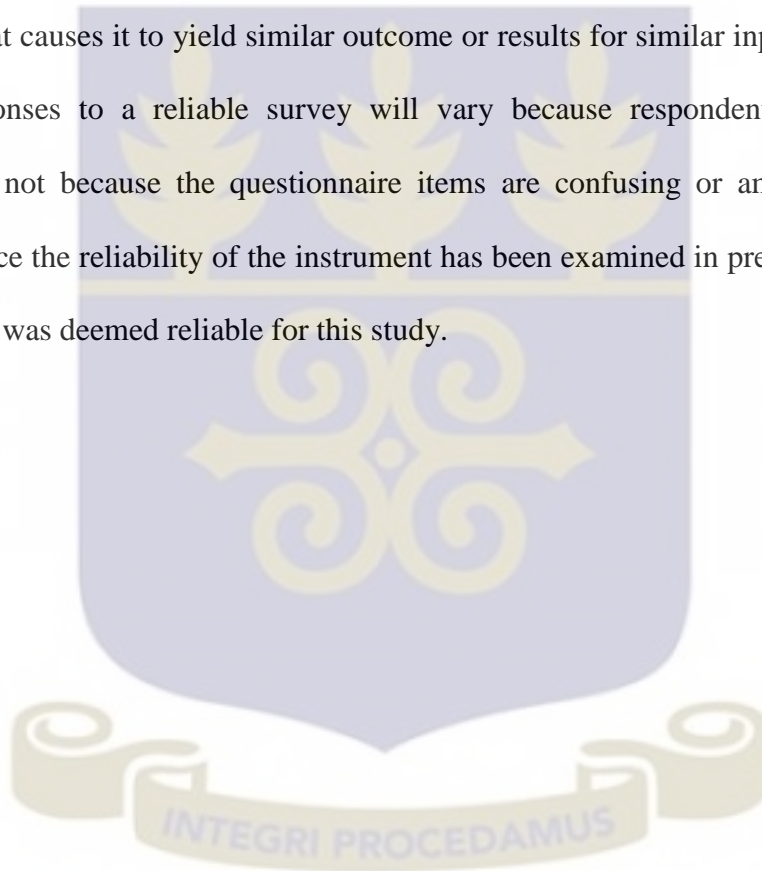 causes it to yield similar outcome or results for similar
to a reliable survey will vary because
not because the questionnaire items are confusing or
the reliability of the instrument has been examined in
was deemed reliable for this study.
INTEGRI PROCEDAMUS